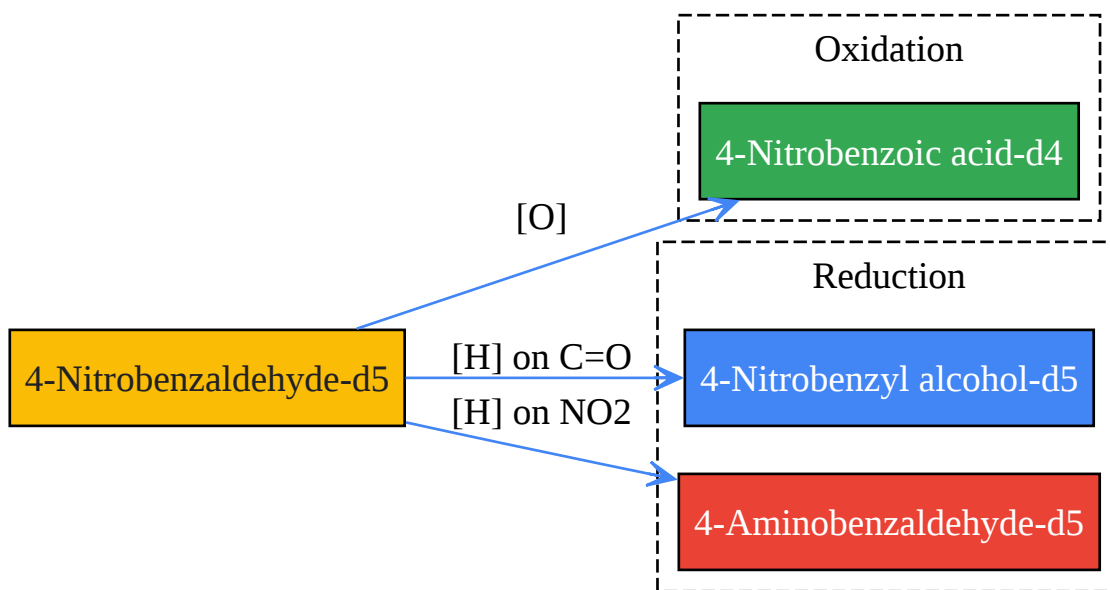 Oxidation
4-Nitrobenzoic acid-d4
[O]
Reduction
4-Nitrobenzaldehyde-d5
[H] on C=O
4-Nitrobenzyl alcohol-d5
[H] on NO2
4-Aminobenzaldehyde-d5